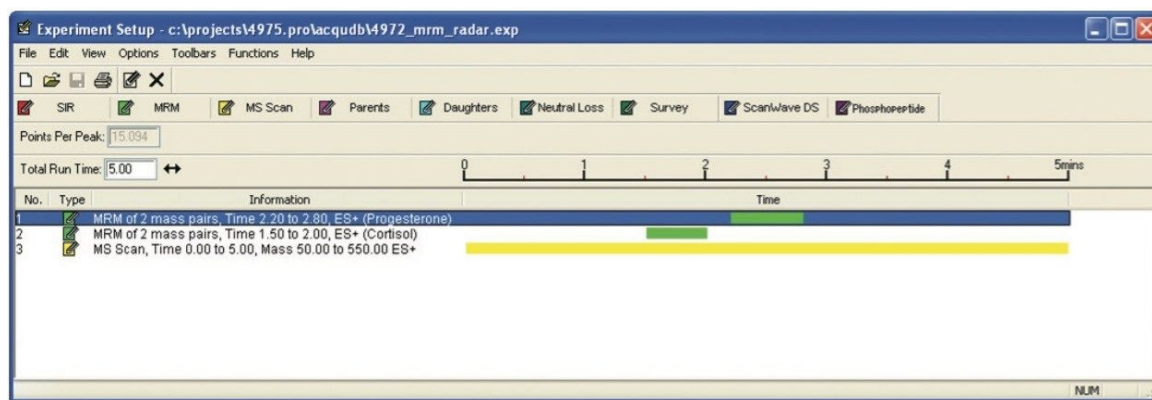 Experiment Setup - c:\projects\4975.pro\acqudb\4972_mrm_radar.exp
File Edit View Options Toolbars Functions Help
SIR MRM MS Scan Parents Daughters Neutral Loss Survey ScanWave DS Phosphopeptide
Points Per Peak: 15.094
Total Run Time: 5.00 0 1 2 3 4 5mins
No. Type Information Time
1 MRM of 2 mass pairs, Time 2.20 to 2.80, ES+ (Progesterone)
2 MRM of 2 mass pairs, Time 1.50 to 2.00, ES+ (Cortisol)
3 MS Scan, Time 0.00 to 5.00, Mass 50.00 to 550.00 ES+
NUM